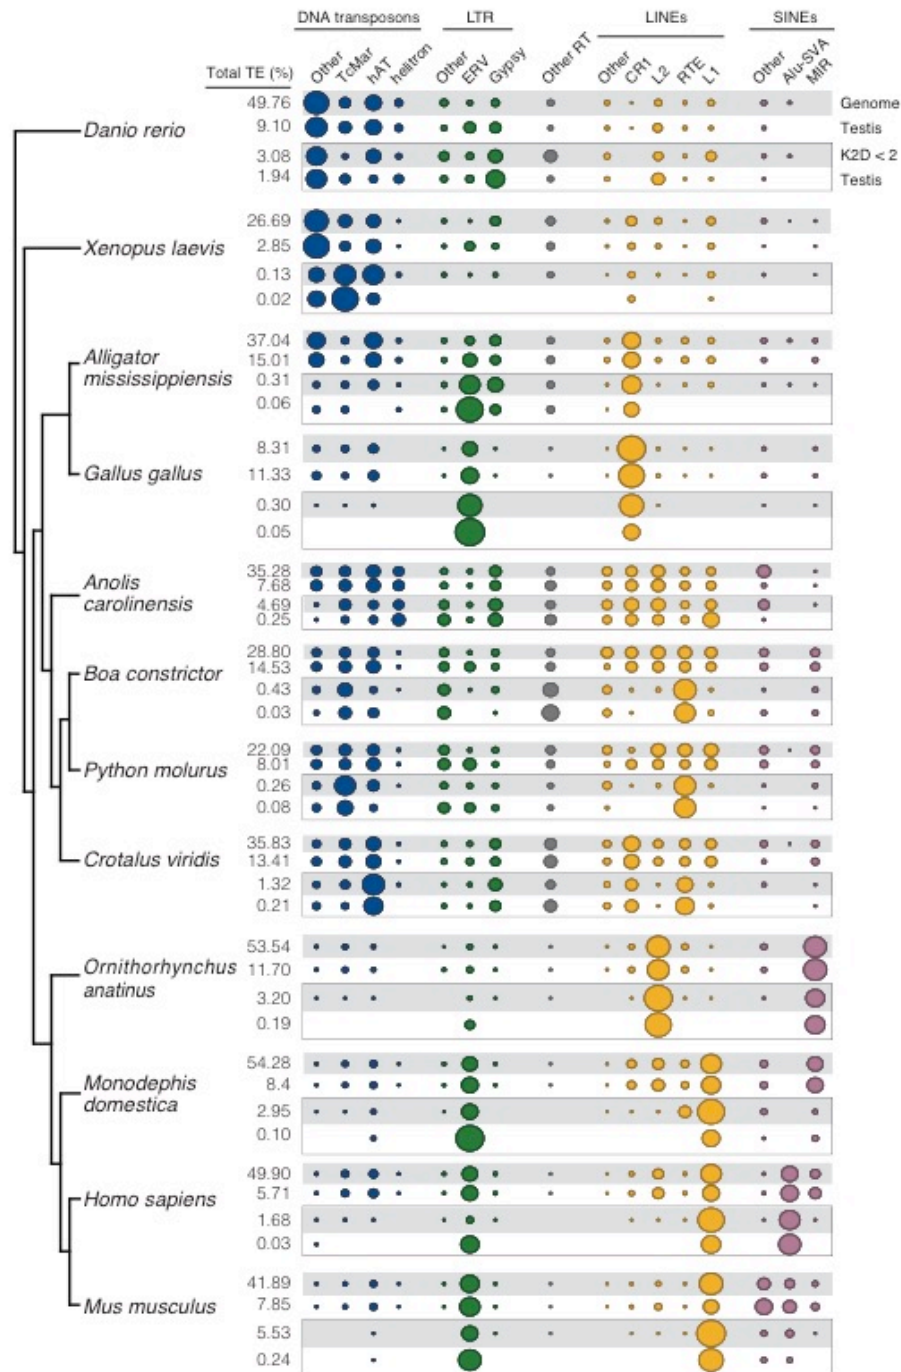 DNA transposons LTR LINEs SINEs
Total TE (%) Other TcMar hAT helitron Other ERV Gypsy Other RT Other CR1 L2 RTE L1 Other Alu-SVA MIR
49.76 Genome
Danio rerio 9.10 Testis
3.08 K2D < 2
1.94 Testis
26.69
Xenopus laevis 2.85
0.13
0.02
37.04
Alligator 15.01
mississippiensis 0.31
0.06
8.31
Gallus gallus 11.33
0.30
0.05
35.28
Anolis 7.68
carolinensis 4.69
0.25
28.80
Boa constrictor 14.53
0.43
0.03
22.09
Python molurus 8.01
0.26
0.08
35.83
Crotalus viridis 13.41
1.32
0.21
53.54
Ornithorhynchus 11.70
anatinus 3.20
0.19
54.28
Monodephis 8.4
domestica 2.95
0.10
49.90
Homo sapiens 5.71
1.68
0.03
41.89
Mus musculus 7.85
5.53
0.24